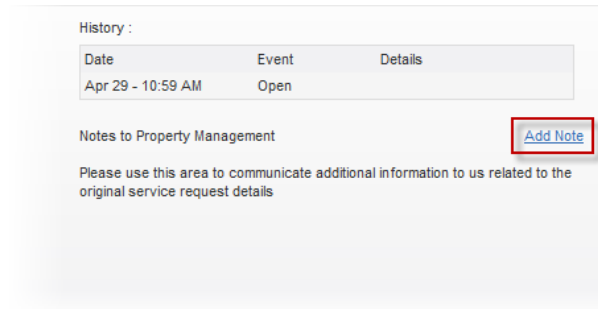 History :
Date Event Details
Apr 29 - 10:59 AM Open
Notes to Property Management Add Note
Please use this area to communicate additional information to us related to the
original service request details